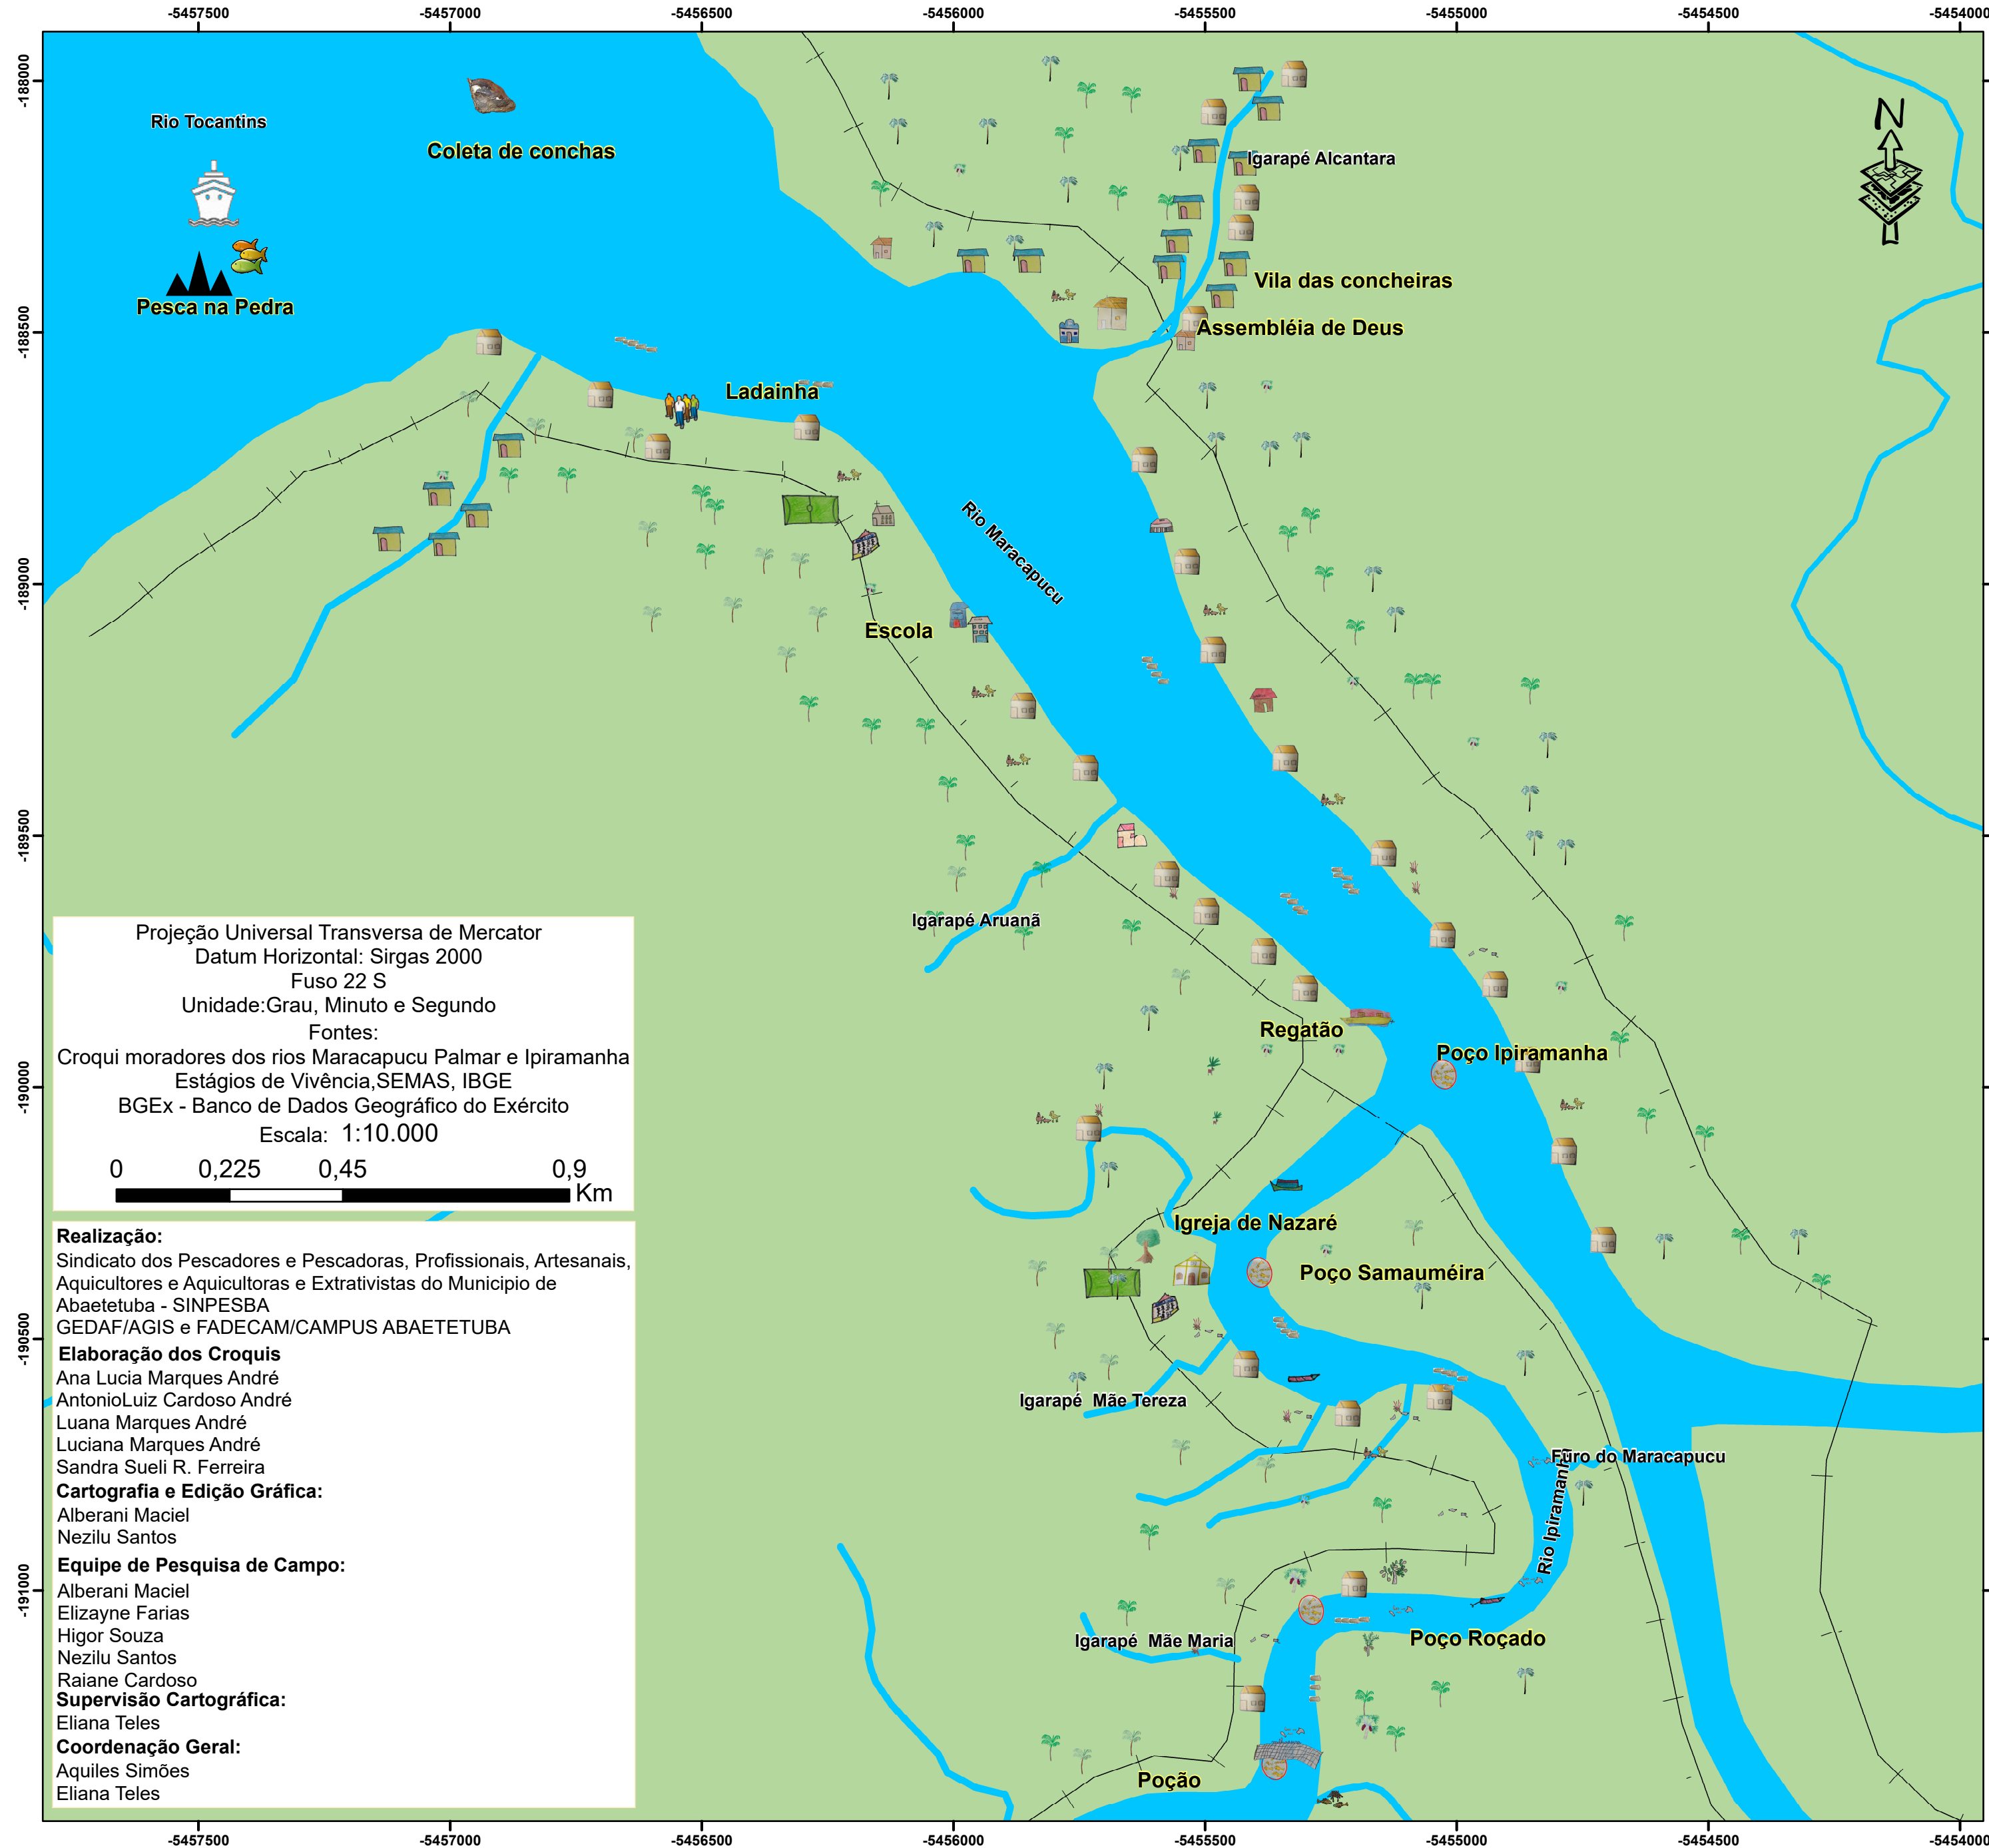 -5457500 -5457000 -5456500 -5456000 -5455500 -5455000 -5454500 -5454000
-188000
-188500
-189000
-189500
-190000
-190500
-191000
N
Rio Tocantins
Coleta de conchas
Igarapé Alcantara
Pesca na Pedra
Vila das concheiras
Assembléia de Deus
Ladainha
Rio Maracapucu
Escola
Igarapé Aruanã
Regatão
Poço Ipiramanha
Igreja de Nazaré
Poço Samauméira
Igarapé Mãe Tereza
Furo do Maracapucu
Rio Ipiramanha
Poço Roçado
Igarapé Mãe Maria
Poção
Projeção Universal Transversa de Mercator
Datum Horizontal: Sirgas 2000
Fuso 22 S
Unidade:Grau, Minuto e Segundo
Fontes:
Croqui moradores dos rios Maracapucu Palmar e Ipiramanha
Estágios de Vivência,SEMAS, IBGE
BGEx - Banco de Dados Geográfico do Exército
Escala: 1:10.000
0 0,225 0,45 0,9
Km
Realização:
Sindicato dos Pescadores e Pescadoras, Profissionais, Artesanais,
Aquicultores e Aquicultoras e Extrativistas do Municipio de
Abaetetuba - SINPESBA
GEDAF/AGIS e FADECAM/CAMPUS ABAETETUBA
Elaboração dos Croquis
Ana Lucia Marques André
AntonioLuiz Cardoso André
Luana Marques André
Luciana Marques André
Sandra Sueli R. Ferreira
Cartografia e Edição Gráfica:
Alberani Maciel
Nezilu Santos
Equipe de Pesquisa de Campo:
Alberani Maciel
Elizayne Farias
Higor Souza
Nezilu Santos
Raiane Cardoso
Supervisão Cartográfica:
Eliana Teles
Coordenação Geral:
Aquiles Simões
Eliana Teles
-5457500 -5457000 -5456500 -5456000 -5455500 -5455000 -5454500 -5454000